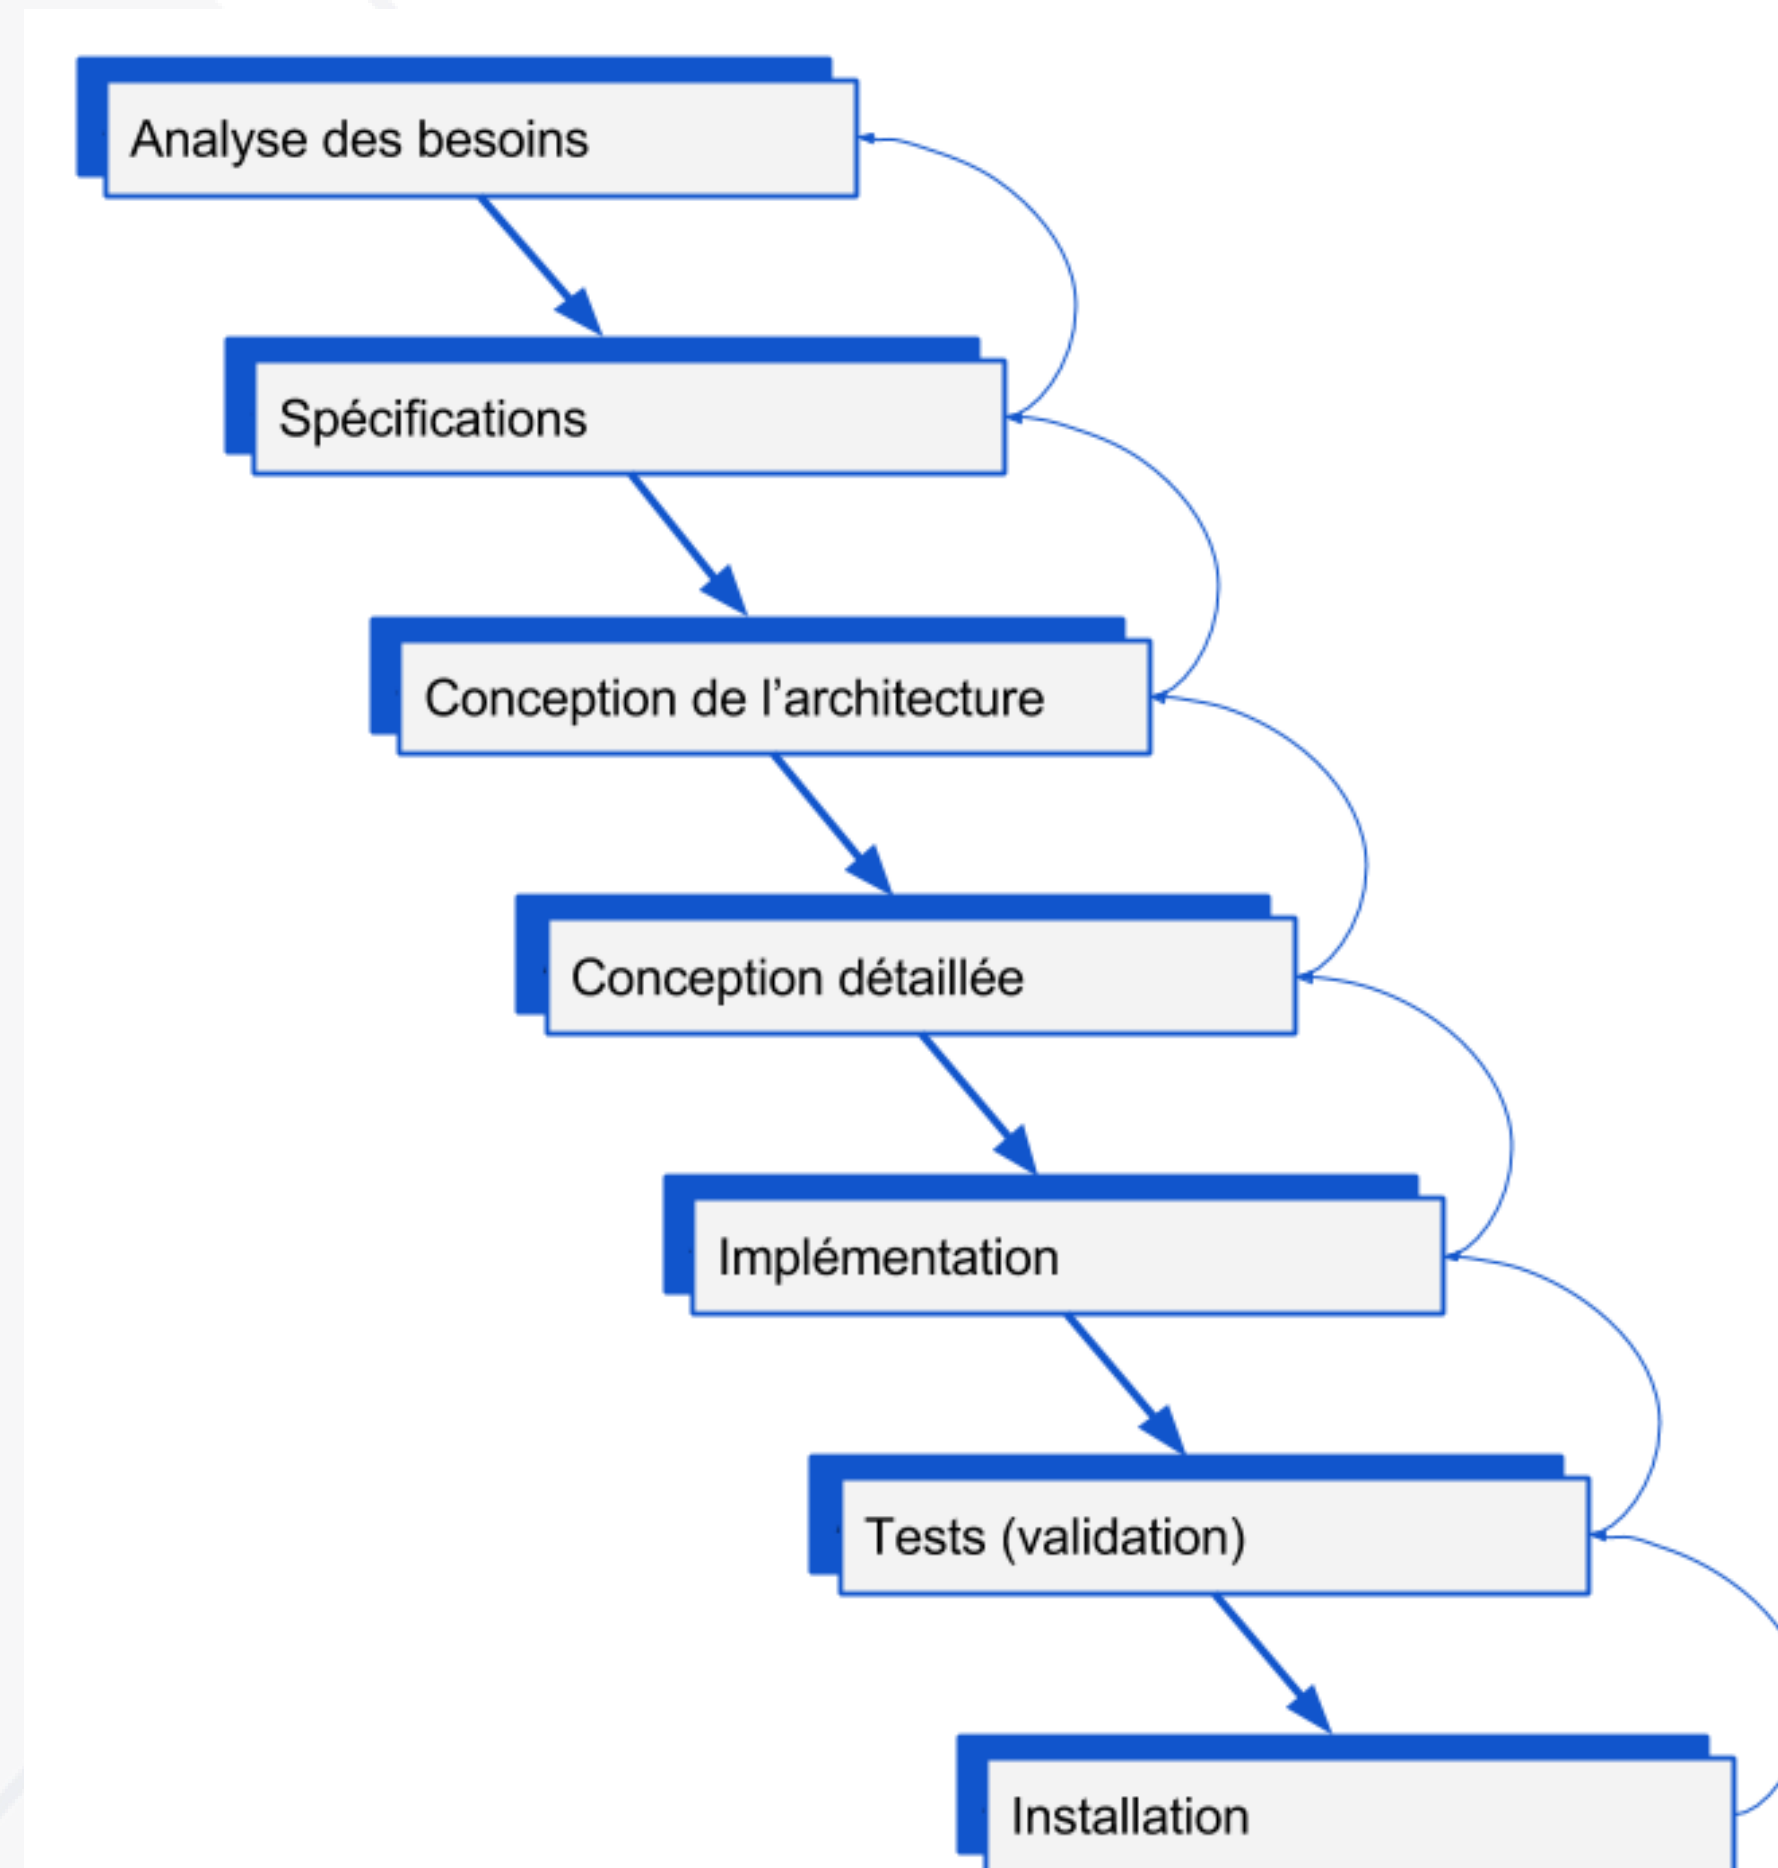 Analyse des besoins
Spécifications
Conception de l’architecture
Conception détaillée
Implémentation
Tests (validation)
Installation